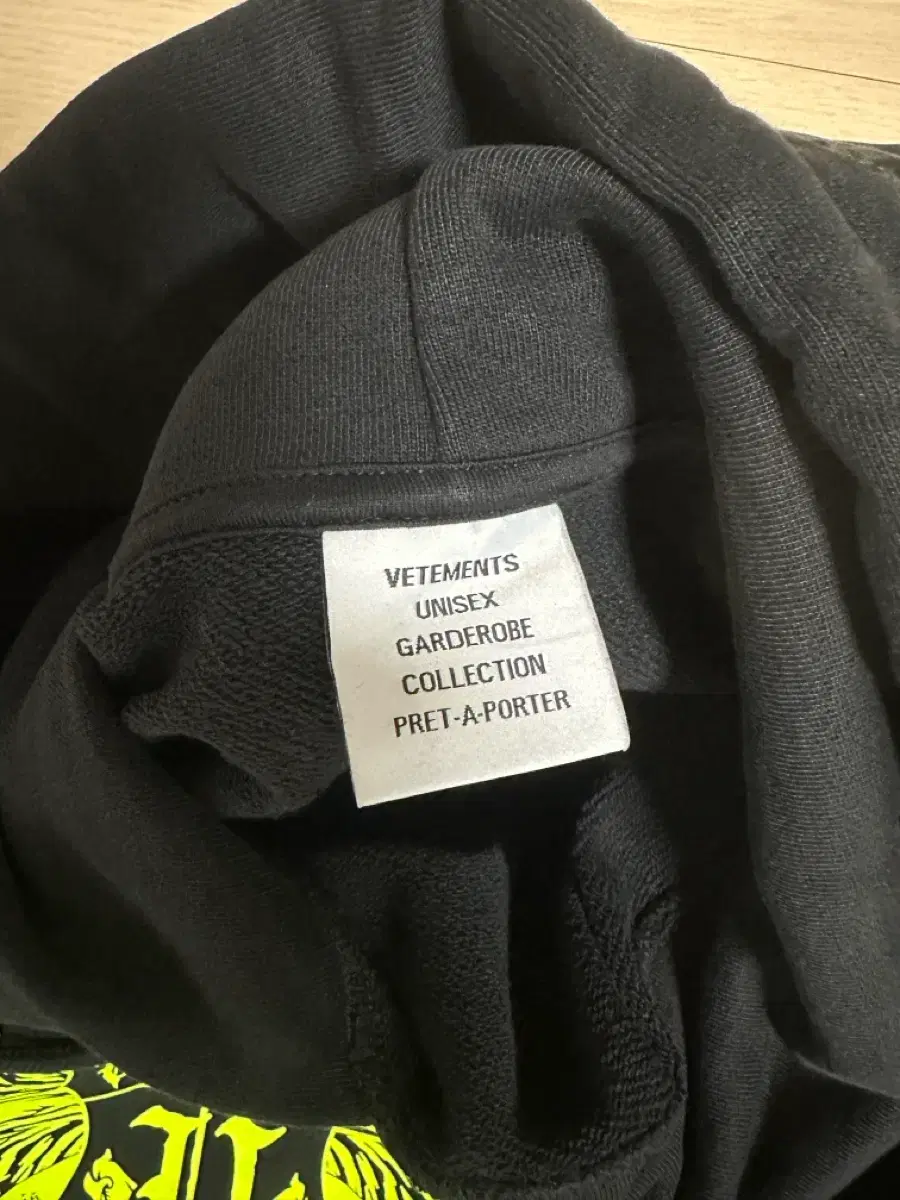 VETEMENTS
UNISEX
GARDEROBE
COLLECTION
PRET-A-PORTER